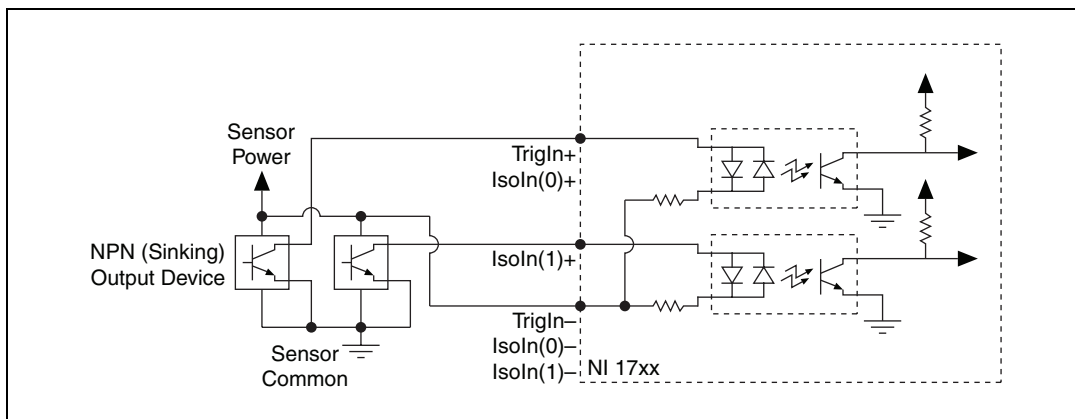 Sensor
Power
TrigIn+
IsoIn(0)+
NPN (Sinking)
Output Device
IsoIn(1)+
TrigIn–
IsoIn(0)–
IsoIn(1)–
NI 17xx
Sensor
Common